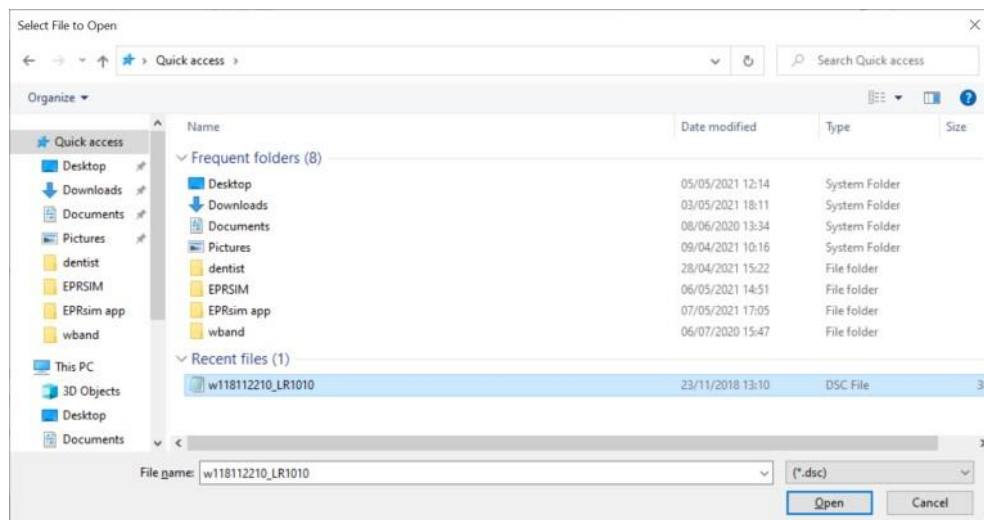 Select File to Open
Quick access
Search Quick access
Organize
Name Date modified Type Size
Quick access
Desktop
Downloads
Documents
Pictures
dentist
EPRSIM
EPRsim app
wband
This PC
3D Objects
Desktop
Documents
Frequent folders (8)
Desktop 05/05/2021 12:14 System Folder
Downloads 03/05/2021 18:11 System Folder
Documents 08/06/2020 13:34 System Folder
Pictures 09/04/2021 10:16 System Folder
dentist 28/04/2021 15:22 File folder
EPRSIM 06/05/2021 14:51 File folder
EPRsim app 07/05/2021 17:05 File folder
wband 06/07/2020 15:47 File folder
Recent files (1)
w118112210_LR1010 23/11/2018 13:10 DSC File 3
File name: w118112210_LR1010 (*.dsc)
Open Cancel